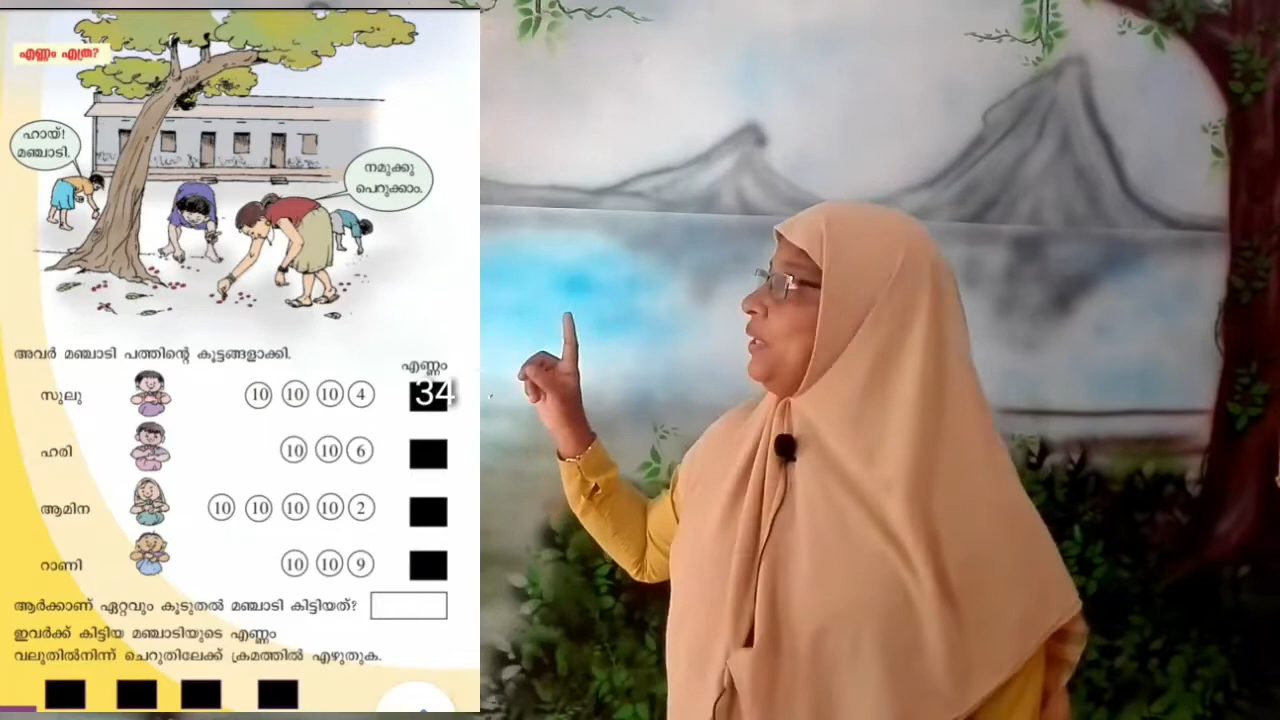 എണ്ണം എത്ര?
ഹായ്!
മഞ്ചാടി.
നമുക്കു
പെറുക്കാം.
അവർ മഞ്ചാടി പത്തിന്റെ കൂട്ടങ്ങളാക്കി.
എണ്ണം
സുലു 10 10 10 4 34
ഹരി 10 10 6
ആമിന 10 10 10 10 2
റാണി 10 10 9
ആർക്കാണ് ഏറ്റവും കൂടുതൽ മഞ്ചാടി കിട്ടിയത്?
ഇവർക്ക് കിട്ടിയ മഞ്ചാടിയുടെ എണ്ണം
വലുതിൽനിന്ന് ചെറുതിലേക്ക് ക്രമത്തിൽ എഴുതുക.